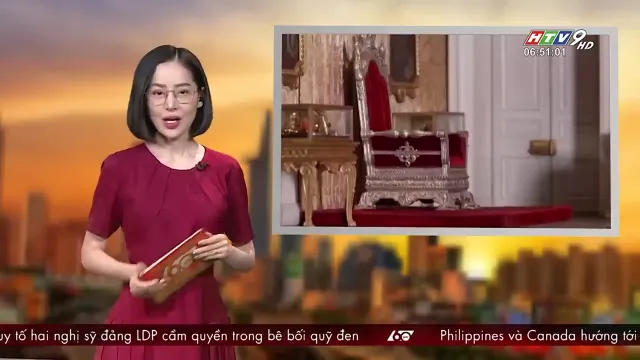 HTV9 HD
06:51:01
uy tố hai nghị sỹ đảng LDP cầm quyền trong bê bối quỹ đen 60 Philippines và Canada hướng tới